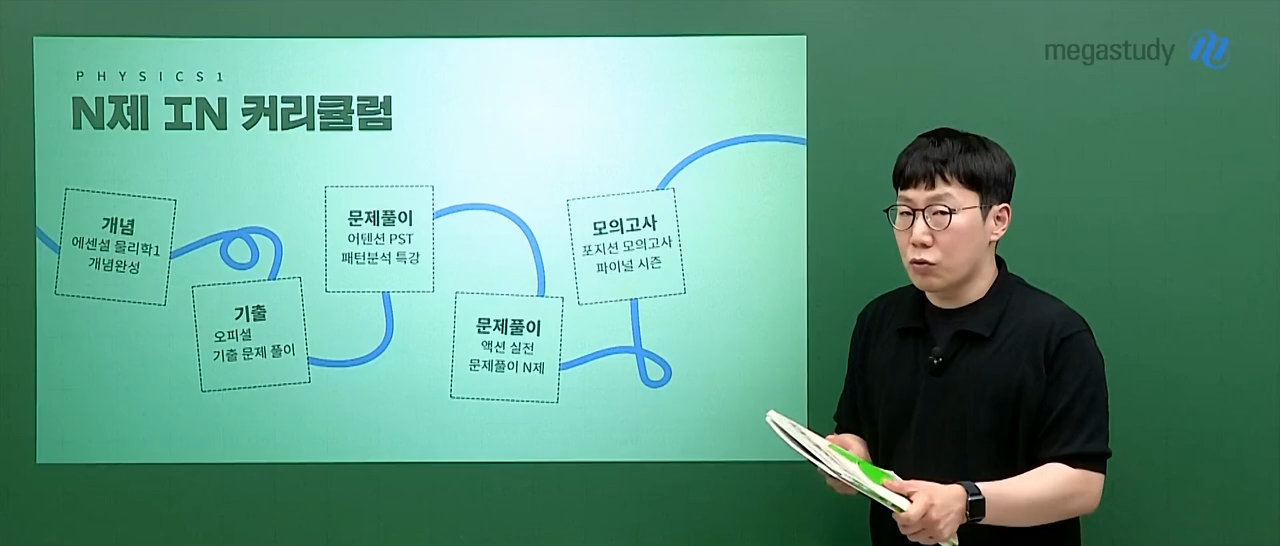 PHYSICS1
N제 IN 커리큘럼
개념
에센셜 물리학1
개념완성
기출
오피셜
기출 문제 풀이
문제풀이
어텐션 PST
패턴분석 특강
문제풀이
액션 실전
문제풀이 N제
모의고사
포지션 모의고사
파이널 시즌
megastudy